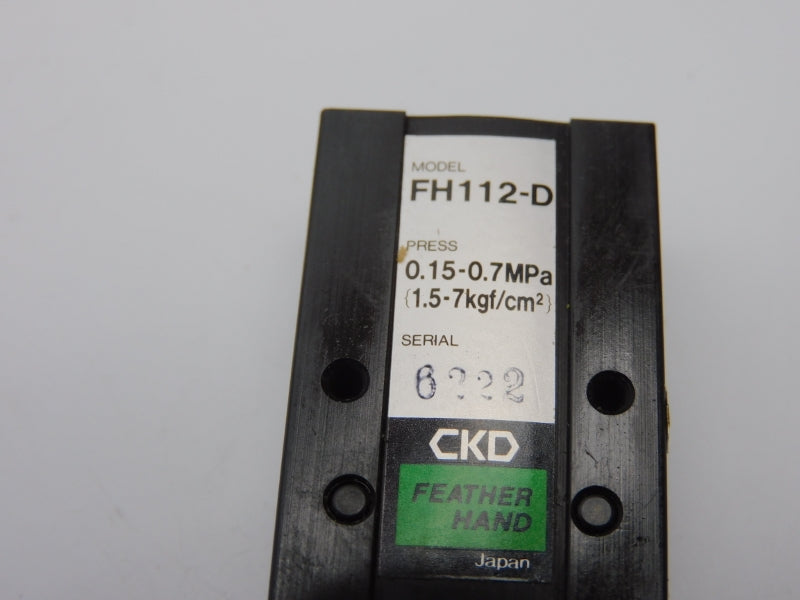 MODEL
FH112-D
PRESS
0.15-0.7MPa
{1.5-7kgf/cm²}
SERIAL
6222
CKD
FEATHER
HAND
Japan